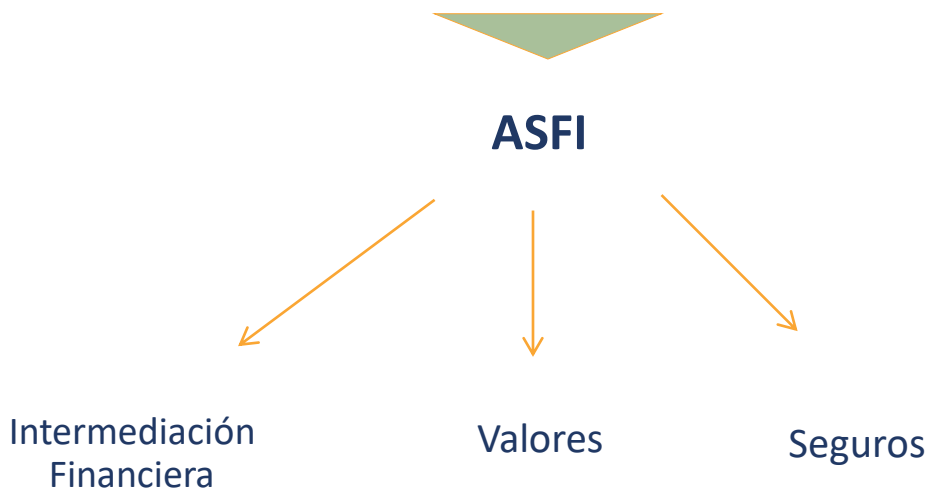 ASFI
Intermediación
Financiera
Valores
Seguros